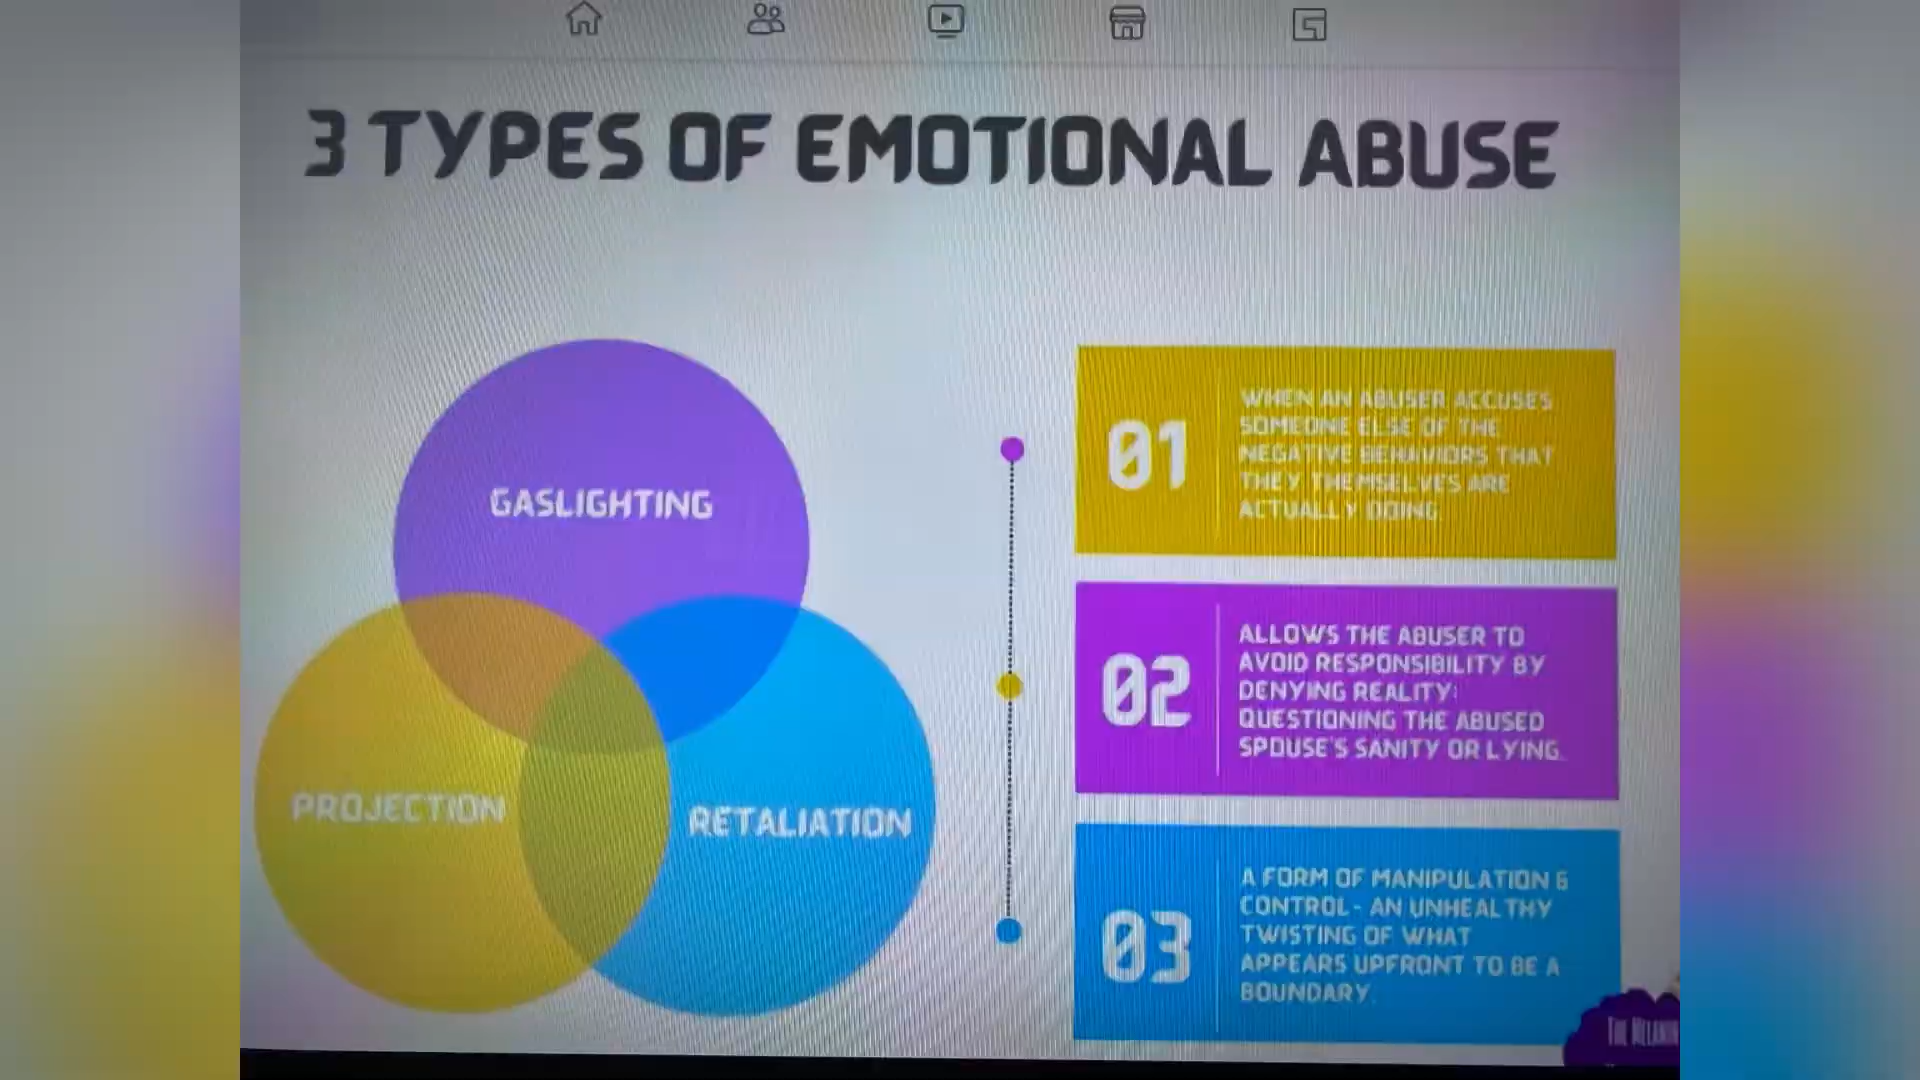 3 TYPES OF EMOTIONAL ABUSE
GASLIGHTING
PROJECTION
RETALIATION
01
WHEN AN ABUSER ACCUSES
SOMEONE ELSE OF THE
NEGATIVE BEHAVIORS THAT
THEY THEMSELVES ARE
ACTUALLY DOING.
02
ALLOWS THE ABUSER TO
AVOID RESPONSIBILITY BY
DENYING REALITY;
QUESTIONING THE ABUSED
SPOUSE'S SANITY OR LYING.
03
A FORM OF MANIPULATION &
CONTROL- AN UNHEALTHY
TWISTING OF WHAT
APPEARS UPFRONT TO BE A
BOUNDARY.
THE